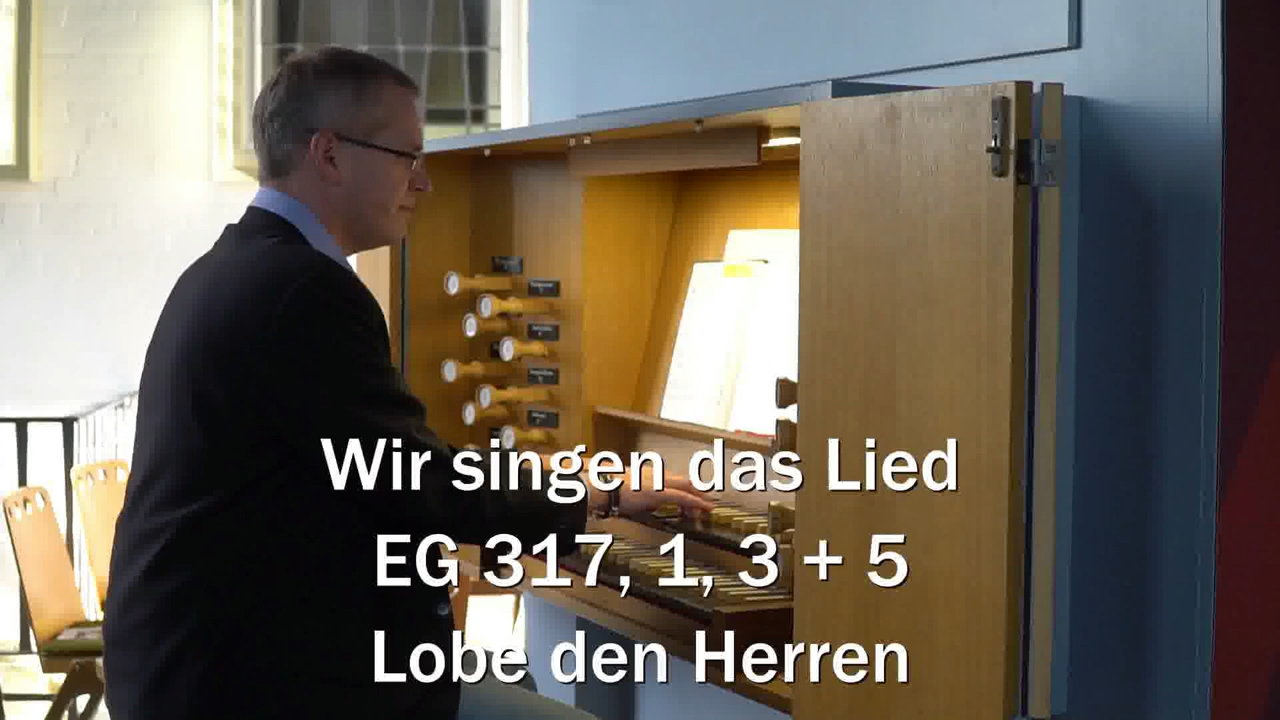 Wir singen das Lied
EG 317, 1, 3 + 5
Lobe den Herren